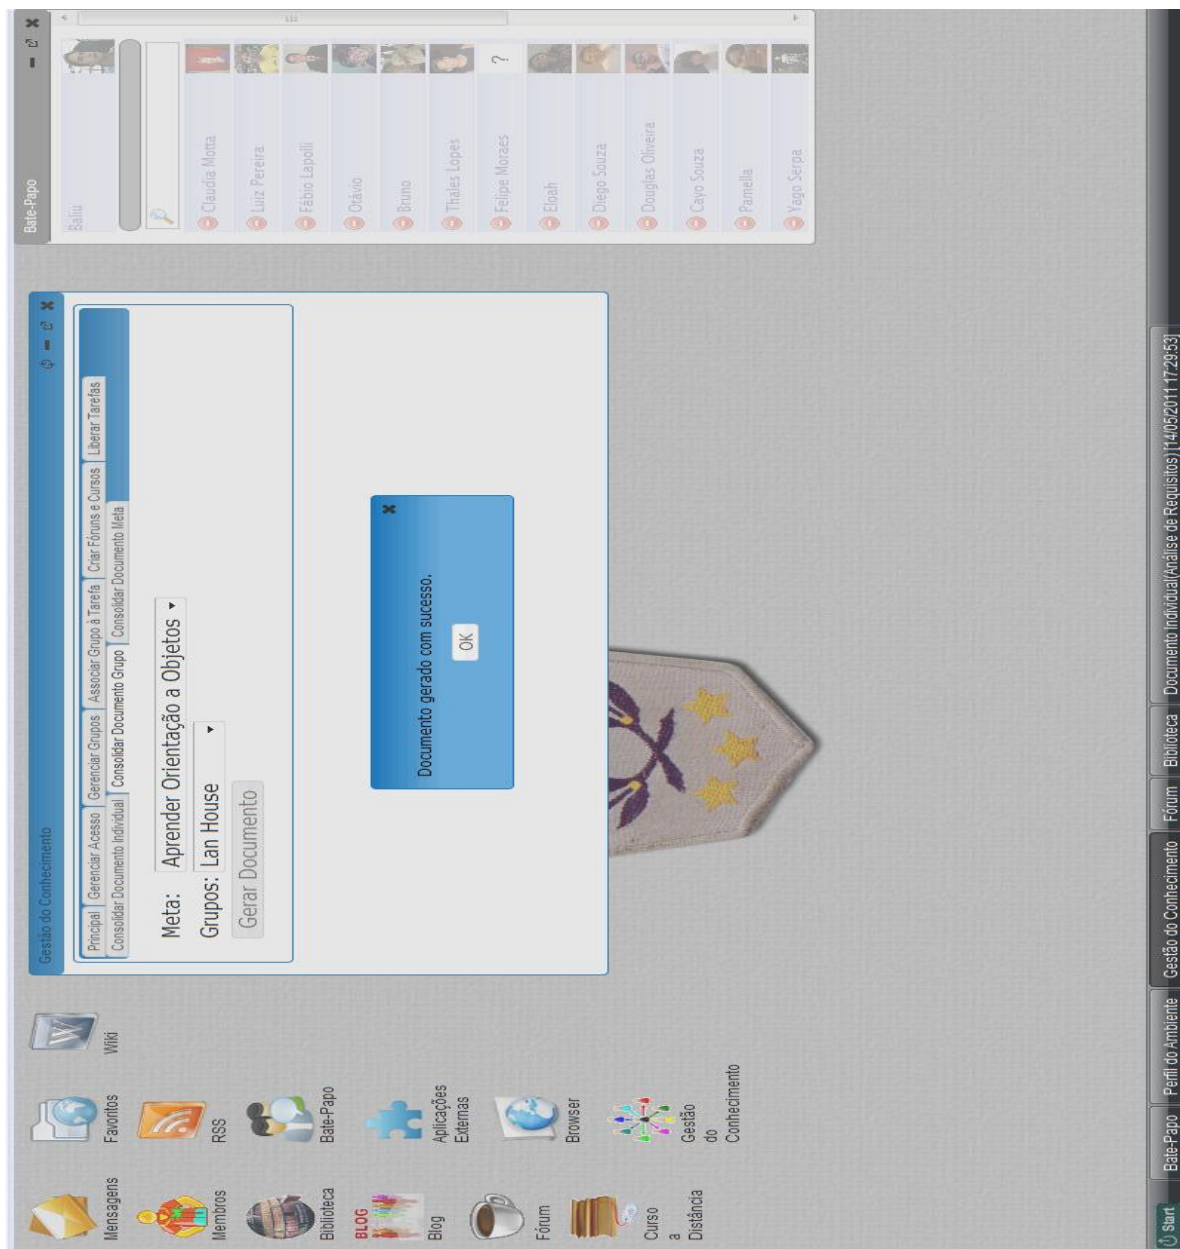 Mensagens
Favoritos
Wiki
Membros
RSS
Biblioteca
Bate-Papo
BLOG
Blog
Aplicações
Externas
Fórum
Browser
Curso
a
Distância
Gestão
do
Conhecimento
Gestão do Conhecimento
Principal Gerenciar Acesso Gerenciar Grupos Associar Grupo à Tarefa Criar Fóruns e Cursos Liberar Tarefas
Consolidar Documento Individual Consolidar Documento Grupo Consolidar Documento Meta
Meta: Aprender Orientação a Objetos
Grupos: Lan House
Gerar Documento
Documento gerado com sucesso.
OK
Bate-Papo
Baliu
Claudia Motta
Luiz Pereira
Fábio Lapolli
Otávio
Bruno
Thales Lopes
Felipe Moraes
?
Eloah
Diego Souza
Douglas Oliveira
Cayo Souza
Pamella
Yago Serpa
Start Bate-Papo Perfil do Ambiente Gestão do Conhecimento Fórum Biblioteca Documento Individual(Análise de Requisitos) [14/05/2011 17:29:53]